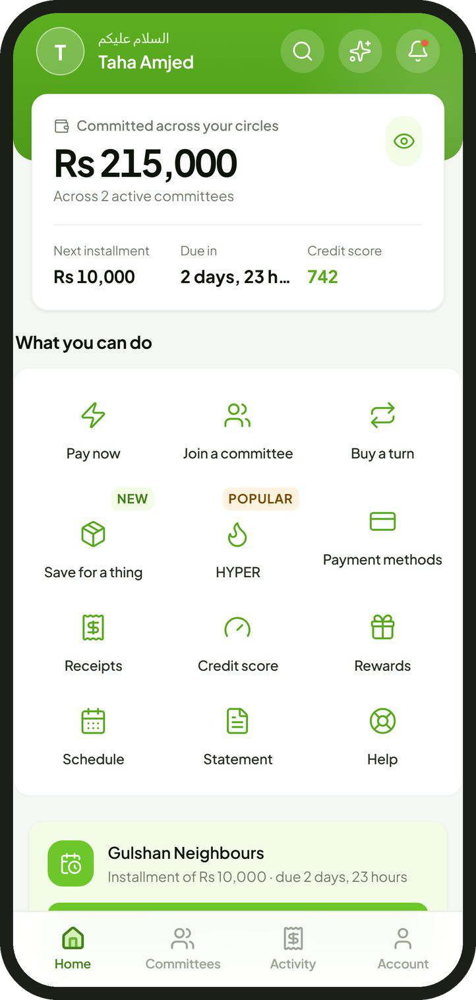 T
السلام عليكم
Taha Amjed
Committed across your circles
Rs 215,000
Across 2 active committees
Next installment
Rs 10,000
Due in
2 days, 23 h...
Credit score
742
What you can do
Pay now
Join a committee
Buy a turn
NEW
Save for a thing
POPULAR
HYPER
Payment methods
Receipts
Credit score
Rewards
Schedule
Statement
Help
Gulshan Neighbours
Installment of Rs 10,000 · due 2 days, 23 hours
Home
Committees
Activity
Account